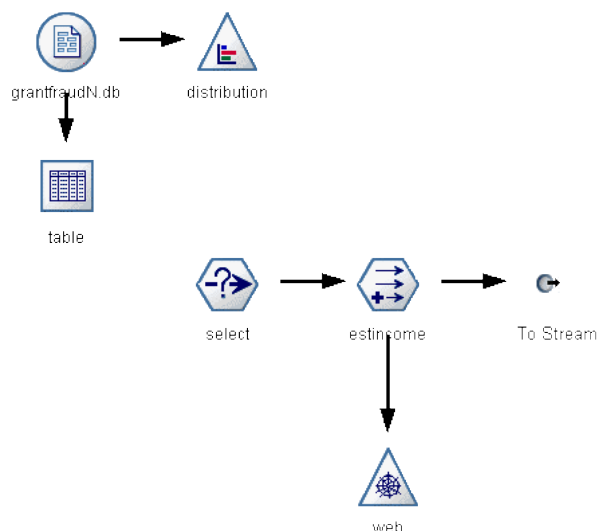 grantfraudN.db
distribution
table
select
estincome
To Stream
web